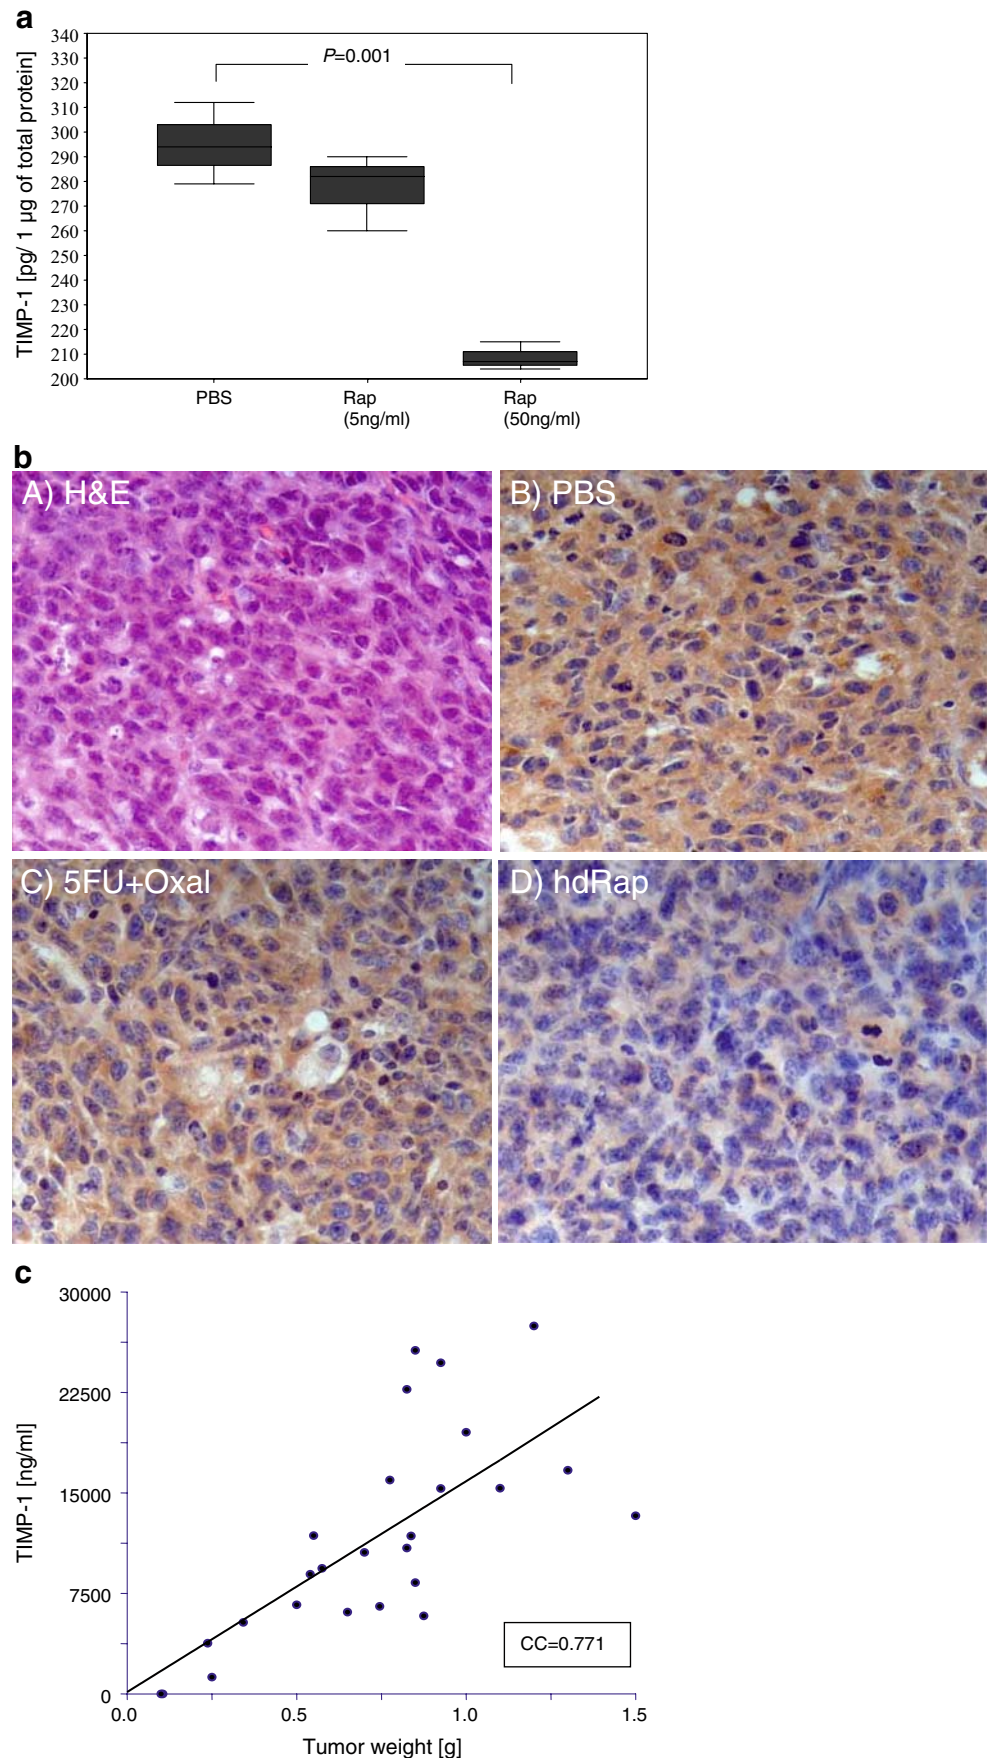 a
TIMP-1 [pg/ 1 µg of total protein]
340
330
320
310
300
290
280
270
260
250
240
230
220
210
200
P=0.001
PBS
Rap
(5ng/ml)
Rap
(50ng/ml)
b
A) H&E
B) PBS
C) 5FU+Oxal
D) hdRap
c
TIMP-1 [ng/ml]
30000
22500
15000
7500
0
CC=0.771
0.0
0.5
1.0
1.5
Tumor weight [g]